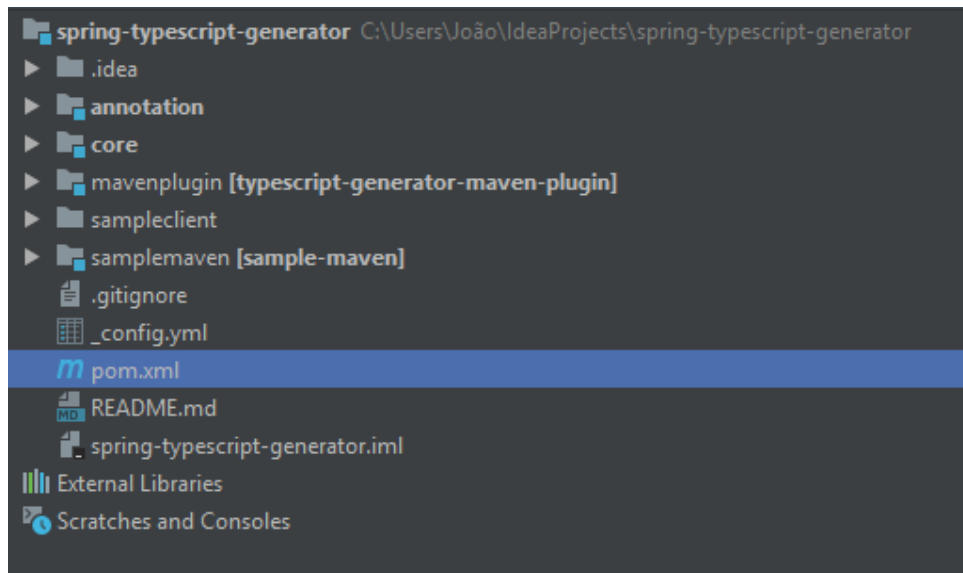 spring-typescript-generator C:\Users\João\IdeaProjects\spring-typescript-generator
.idea
annotation
core
mavenplugin [typescript-generator-maven-plugin]
sampleclient
samplemaven [sample-maven]
.gitignore
_config.yml
m pom.xml
MD README.md
spring-typescript-generator.iml
External Libraries
Scratches and Consoles